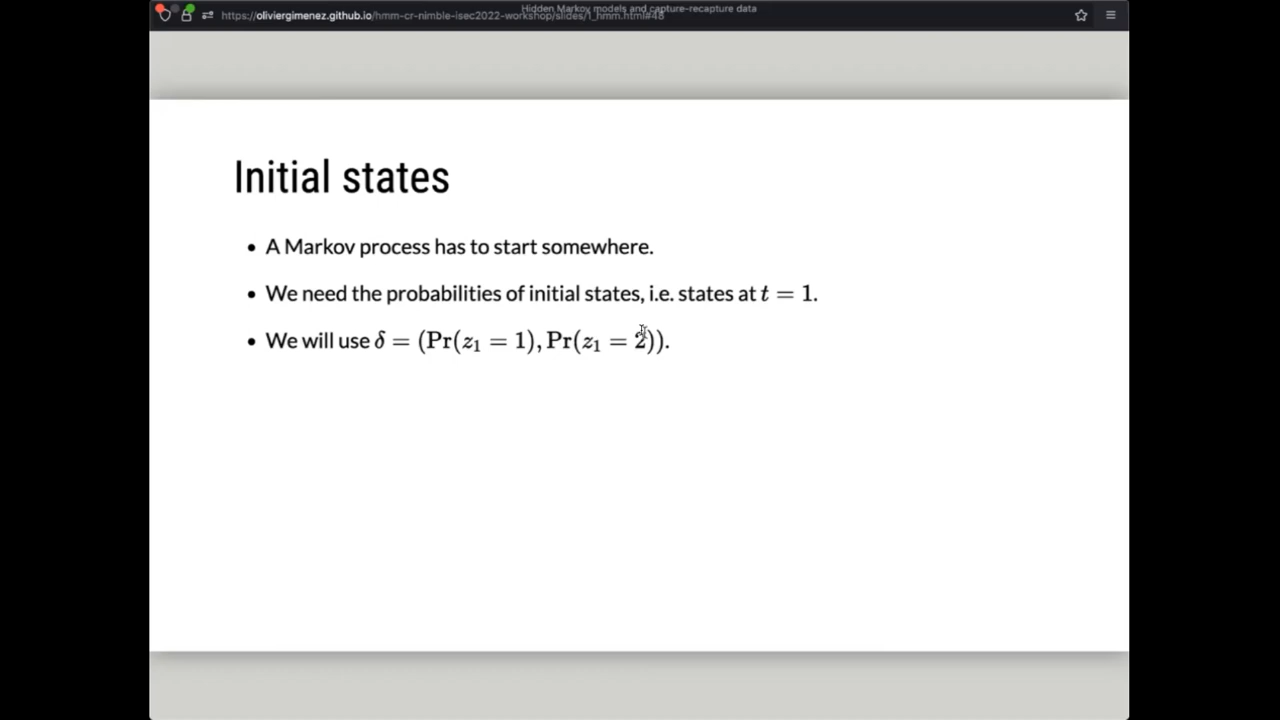 Hidden Markov models and capture-recapture data
https://oliviergimenez.github.io/hmm-cr-nimble-isec2022-workshop/slides/1_hmm.html#48
Initial states
• A Markov process has to start somewhere.
• We need the probabilities of initial states, i.e. states at t = 1.
• We will use δ = (Pr(z₁ = 1), Pr(z₁ = 2)).